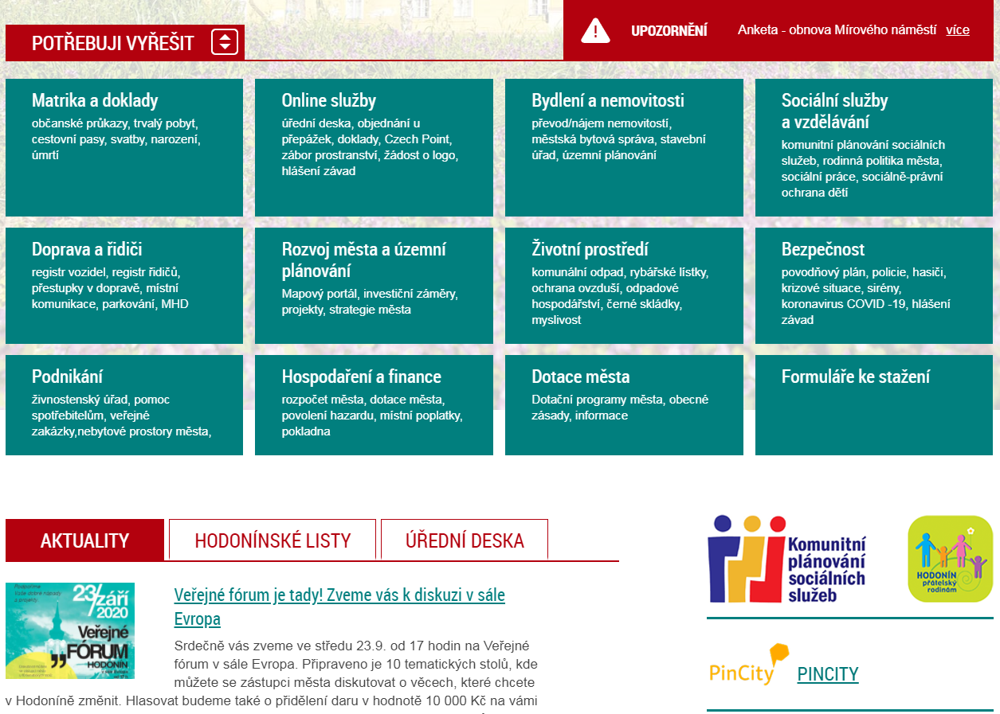 POTŘEBUJI VYŘEŠIT
UPOZORNĚNÍ
Anketa - obnova Mírového náměstí více
Matrika a doklady
občanské průkazy, trvalý pobyt,
cestovní pasy, svatby, narození,
úmrtí
Online služby
úřední deska, objednání u
přepážek, doklady, Czech Point,
zábor prostranství, žádost o logo,
hlášení závad
Bydlení a nemovitosti
převod/nájem nemovitostí,
městská bytová správa, stavební
úřad, územní plánování
Sociální služby
a vzdělávání
komunitní plánování sociálních
služeb, rodinná politika města,
sociální práce, sociálně-právní
ochrana dětí
Doprava a řidiči
registr vozidel, registr řidičů,
přestupky v dopravě, místní
komunikace, parkování, MHD
Rozvoj města a územní
plánování
Mapový portál, investiční záměry,
projekty, strategie města
Životní prostředí
komunální odpad, rybářské lístky,
ochrana ovzduší, odpadové
hospodářství, černé skládky,
myslivost
Bezpečnost
povodňový plán, policie, hasiči,
krizové situace, sirény,
koronavirus COVID -19, hlášení
závad
Podnikání
živnostenský úřad, pomoc
spotřebitelům, veřejné
zakázky,nebytové prostory města,
Hospodaření a finance
rozpočet města, dotace města,
povolení hazardu, místní poplatky,
pokladna
Dotace města
Dotační programy města, obecné
zásady, informace
Formuláře ke stažení
AKTUALITY
HODONÍNSKÉ LISTY
ÚŘEDNÍ DESKA
Podpoříme
Vaše dobré nápady
a projekty
23/září
2020
Veřejné
FÓRUM
HODONÍN
Veřejné fórum je tady! Zveme vás k diskuzi v sále
Evropa
Srdečně vás zveme ve středu 23.9. od 17 hodin na Veřejné
fórum v sále Evropa. Připraveno je 10 tematických stolů, kde
můžete se zástupci města diskutovat o věcech, které chcete
v Hodoníně změnit. Hlasovat budeme také o přidělení daru v hodnotě 10 000 Kč na vámi
Komunitní
plánování
sociálních
služeb
HODONÍN
přátelský
rodinám
PinCity
PINCITY